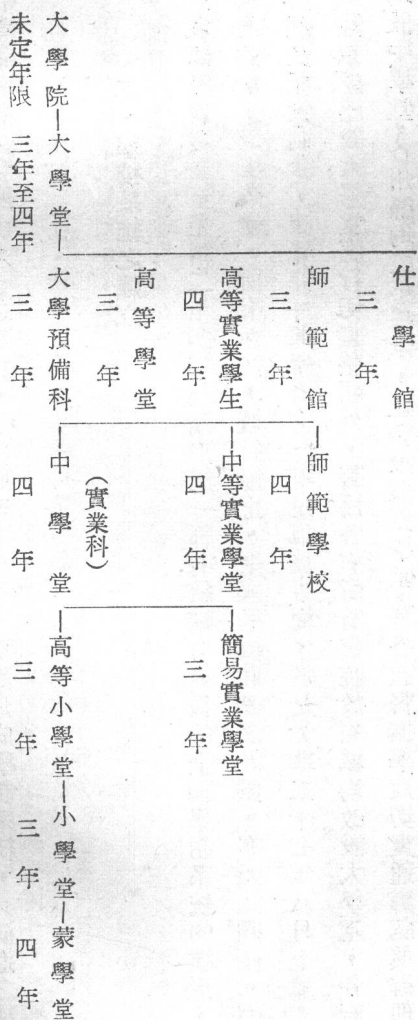 仕學館
三年
師範館—師範學校
三年 四年
高等實業學生—中等實業學堂—簡易實業學堂
四年 四年 三年
高等學堂
三年 （實業科）
大學院—大學堂—大學預備科—中學堂—高等小學堂—小學堂—蒙學堂
未定年限 三年至四年 三年 四年 三年 三年 四年